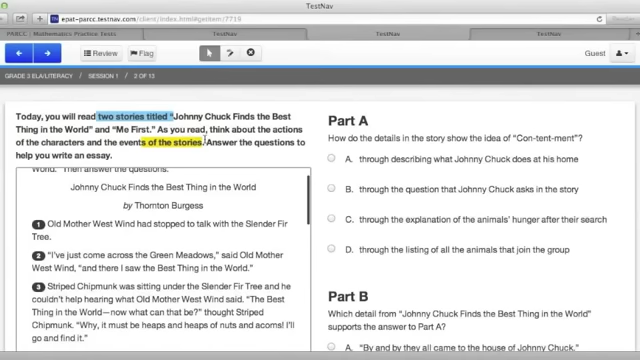 TestNav
epat-parcc.testnav.com/client/index.html#getitem/7719
PARCC | Mathematics Practice Tests
TestNav
TestNav
TestNav
Review
Flag
Guest
GRADE 3 ELA/LITERACY
SESSION 1
2 OF 13
Today, you will read two stories titled "Johnny Chuck Finds the Best
Thing in the World" and "Me First." As you read, think about the actions
of the characters and the events of the stories. Answer the questions to
help you write an essay.
World." Then answer the questions.
Johnny Chuck Finds the Best Thing in the World
by Thornton Burgess
1 Old Mother West Wind had stopped to talk with the Slender Fir
Tree.
2 "I've just come across the Green Meadows," said Old Mother
West Wind, "and there I saw the Best Thing in the World."
3 Striped Chipmunk was sitting under the Slender Fir Tree and he
couldn't help hearing what Old Mother West Wind said. "The Best
Thing in the World—now what can that be?" thought Striped
Chipmunk. "Why, it must be heaps and heaps of nuts and acorns! I'll
go and find it."
Part A
How do the details in the story show the idea of "Con-tent-ment"?
A. through describing what Johnny Chuck does at his home
B. through the question that Johnny Chuck asks in the story
C. through the explanation of the animals' hunger after their search
D. through the listing of all the animals that join the group
Part B
Which detail from "Johnny Chuck Finds the Best Thing in the World"
supports the answer to Part A?
A. "By and by they all came to the house of Johnny Chuck."